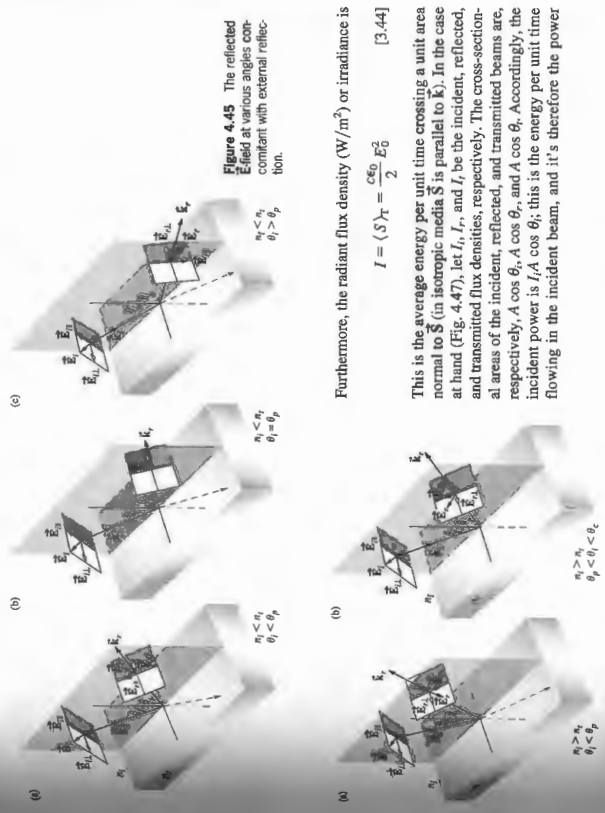 (a)
(b)
(c)
n_i < n_t
θ_i < θ_p
n_i < n_t
θ_i = θ_p
n_i < n_t
θ_i > θ_p
Figure 4.45 The reflected
E⃗-field at various angles con-
comitant with external reflec-
tion.
(a)
(b)
n_i > n_t
θ_i < θ_p
n_i > n_t
θ_p < θ_i < θ_c
Furthermore, the radiant flux density (W/m²) or irradiance is
I = ⟨S⟩_T = cϵ₀/2 E₀² [3.44]
This is the average energy per unit time crossing a unit area
normal to S⃗ (in isotropic media S⃗ is parallel to k⃗). In the case
at hand (Fig. 4.47), let I_i, I_r, and I_t be the incident, reflected,
and transmitted flux densities, respectively. The cross-section-
al areas of the incident, reflected, and transmitted beams are,
respectively, A cos θ_i, A cos θ_r, and A cos θ_t. Accordingly, the
incident power is I_iA cos θ_i; this is the energy per unit time
flowing in the incident beam, and it's therefore the power